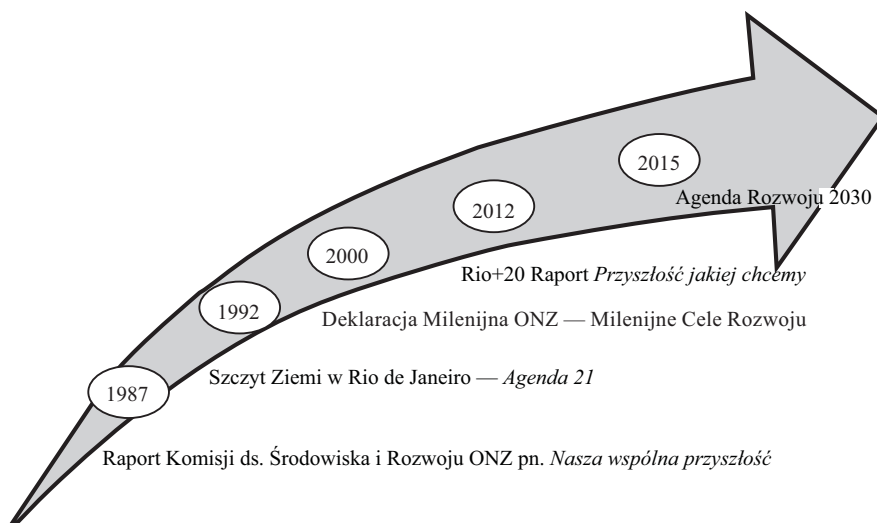 2015
Agenda Rozwoju 2030
2012
Rio+20 Raport Przyszłość jakiej chcemy
2000
Deklaracja Milenijna ONZ — Milenijne Cele Rozwoju
1992
Szczyt Ziemi w Rio de Janeiro — Agenda 21
1987
Raport Komisji ds. Środowiska i Rozwoju ONZ pn. Nasza wspólna przyszłość